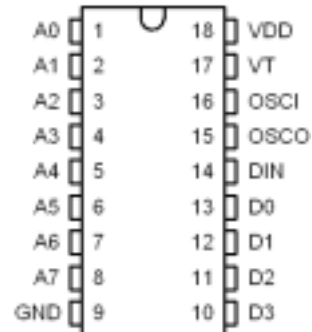 A0 1 18 VDD
A1 2 17 VT
A2 3 16 OSCI
A3 4 15 OSCO
A4 5 14 DIN
A5 6 13 D0
A6 7 12 D1
A7 8 11 D2
GND 9 10 D3